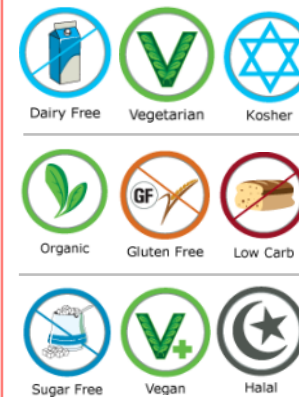 Dairy Free Vegetarian Kosher
GF
Organic Gluten Free Low Carb
Sugar Free Vegan Halal